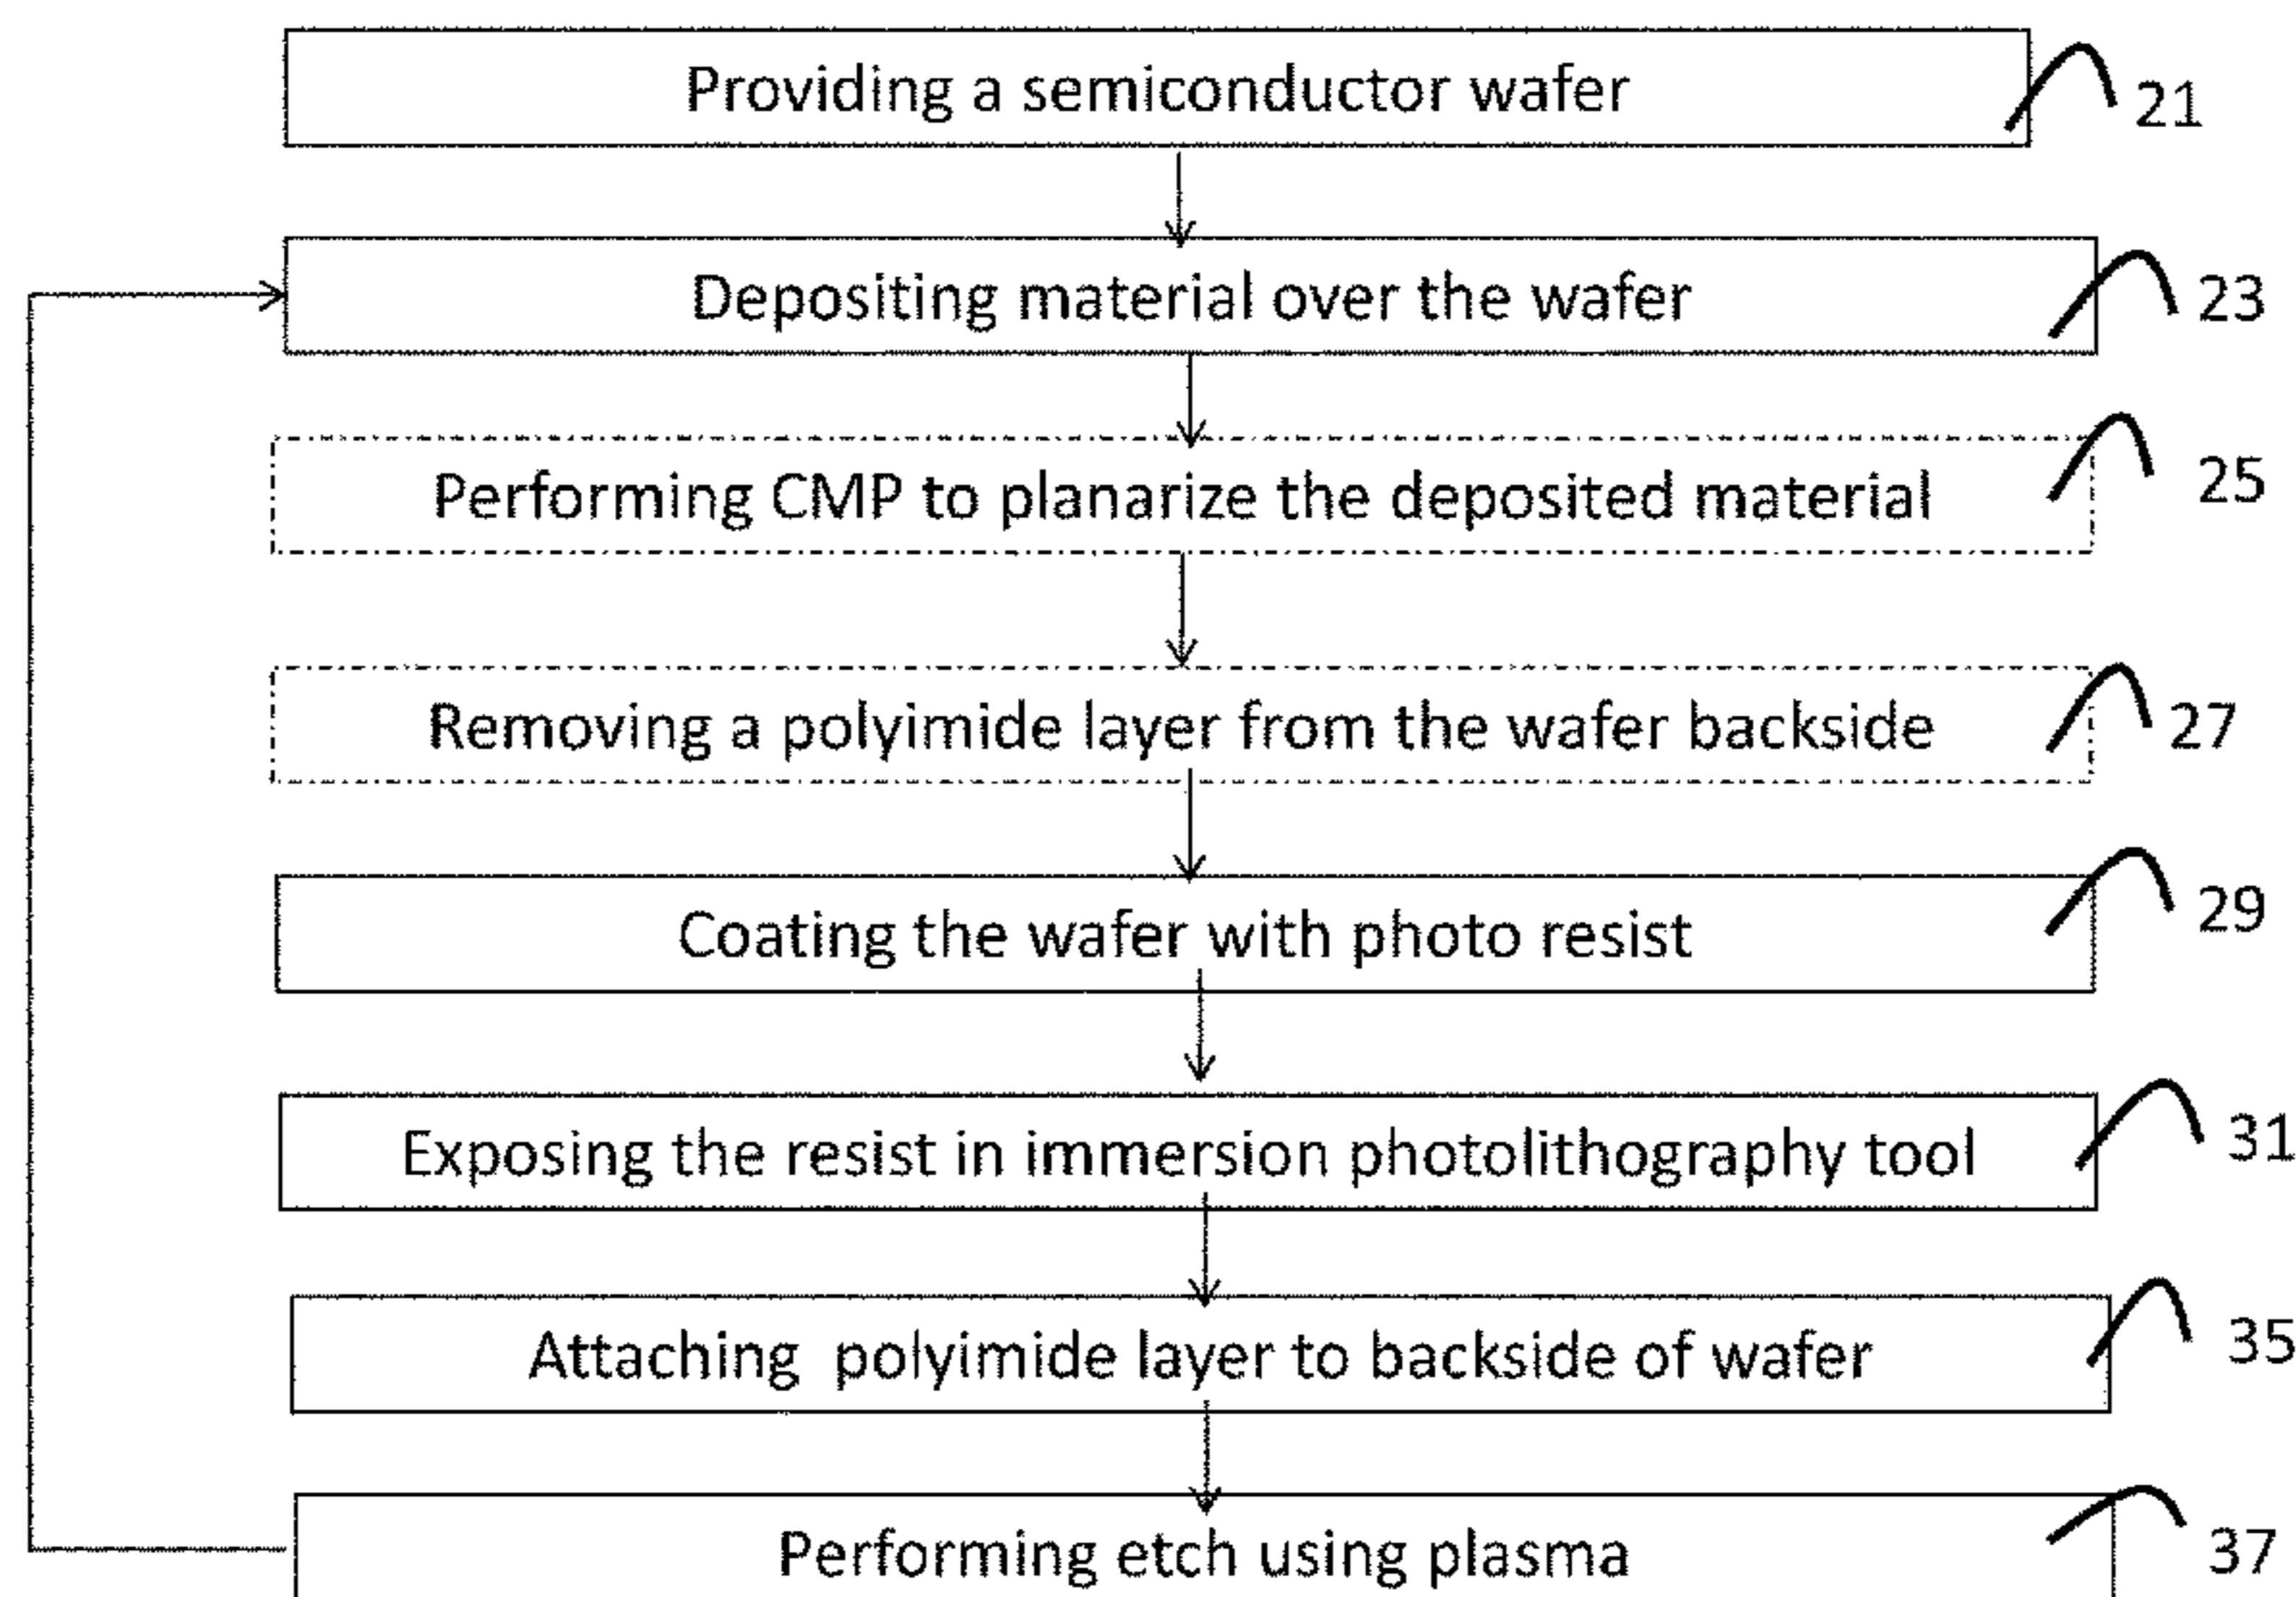 Providing a semiconductor wafer 21
Depositing material over the wafer 23
Performing CMP to planarize the deposited material 25
Removing a polyimide layer from the wafer backside 27
Coating the wafer with photo resist 29
Exposing the resist in immersion photolithography tool 31
Attaching polyimide layer to backside of wafer 35
Performing etch using plasma 37